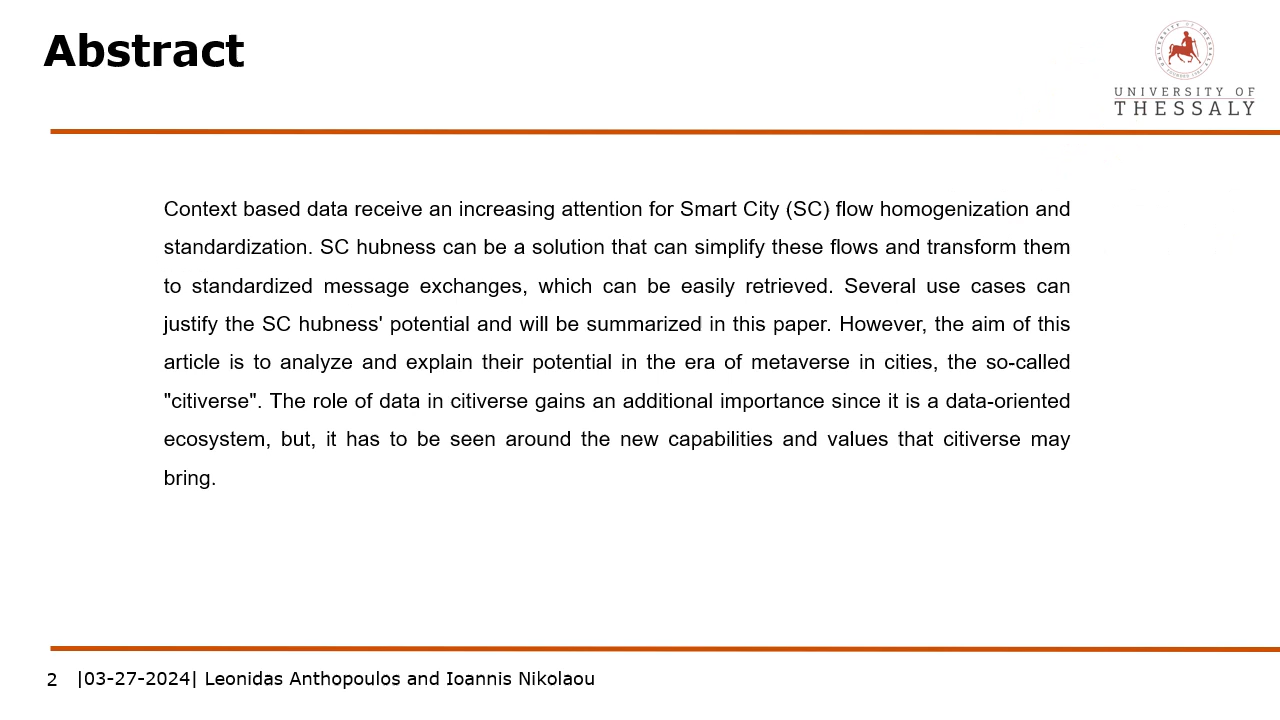 Abstract
UNIVERSITY OF
THESSALY
Context based data receive an increasing attention for Smart City (SC) flow homogenization and
standardization. SC hubness can be a solution that can simplify these flows and transform them
to standardized message exchanges, which can be easily retrieved. Several use cases can
justify the SC hubness' potential and will be summarized in this paper. However, the aim of this
article is to analyze and explain their potential in the era of metaverse in cities, the so-called
"citiverse". The role of data in citiverse gains an additional importance since it is a data-oriented
ecosystem, but, it has to be seen around the new capabilities and values that citiverse may
bring.
2 |03-27-2024| Leonidas Anthopoulos and Ioannis Nikolaou